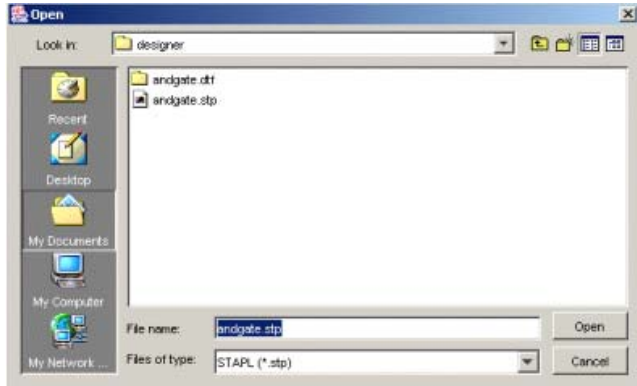 Open
Look in:
designer
andgate.dtf
andgate.stp
Recent
Desktop
My Documents
My Computer
My Network ...
File name:
andgate.stp
Open
Files of type:
STAPL (*.stp)
Cancel